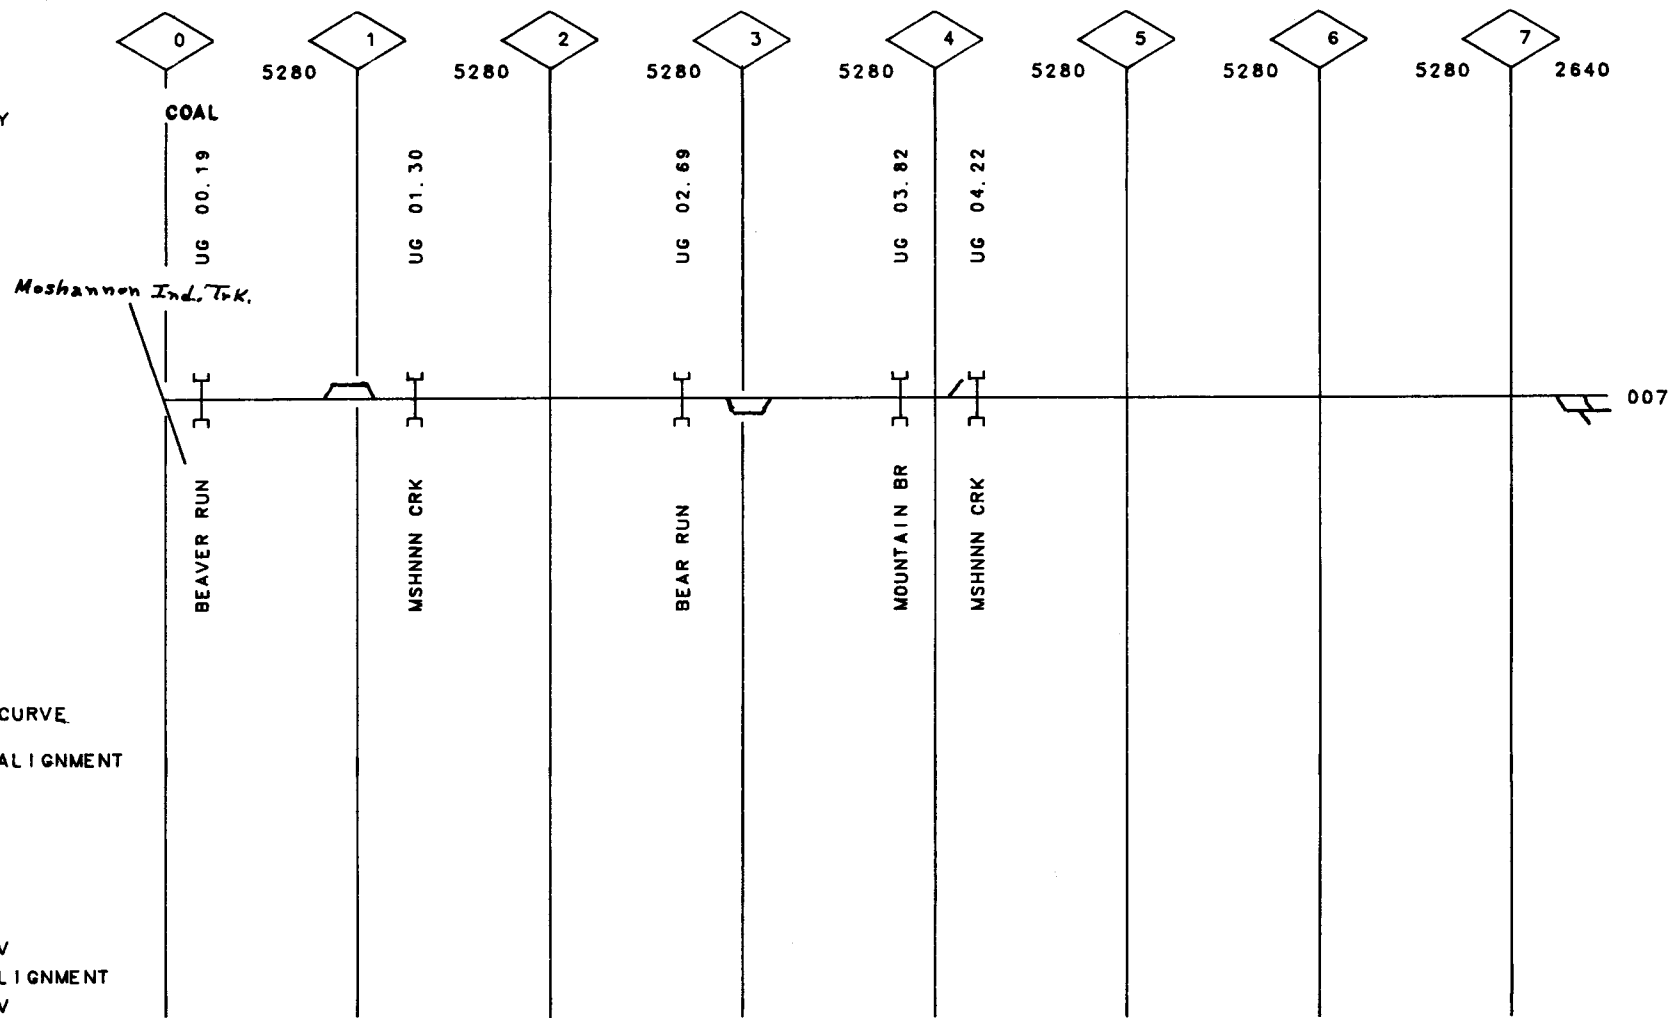 0 1 2 3 4 5 6 7
5280 5280 5280 5280 5280 5280 5280 2640
COAL
Y
UG 00.19
UG 01.30
UG 02.69
UG 03.82
UG 04.22
Moshannon Ind. Trk.
007
BEAVER RUN
MSHNNN CRK
BEAR RUN
MOUNTAIN BR
MSHNNN CRK
CURVE
ALIGNMENT
V
LIGNMENT
V